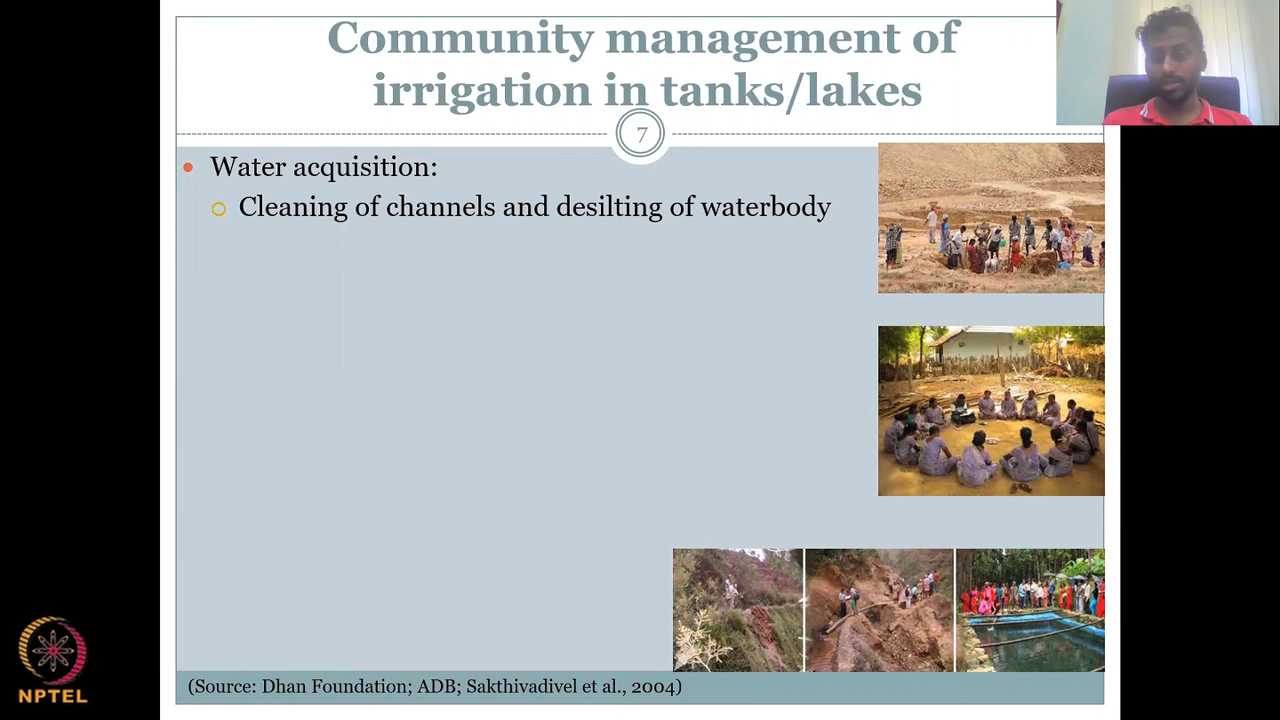 Community management of
irrigation in tanks/lakes
7
Water acquisition:
Cleaning of channels and desilting of waterbody
(Source: Dhan Foundation; ADB; Sakthivadivel et al., 2004)
NPTEL